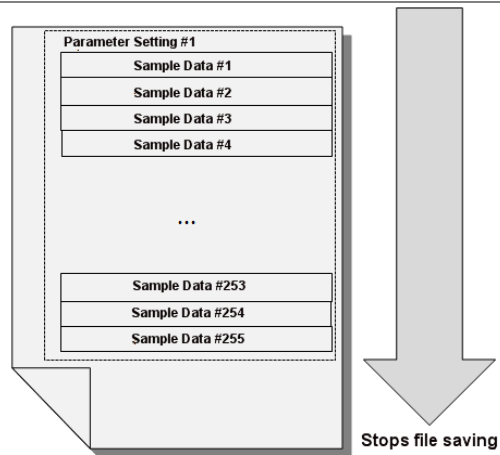 Parameter Setting #1
Sample Data #1
Sample Data #2
Sample Data #3
Sample Data #4
...
Sample Data #253
Sample Data #254
Sample Data #255
Stops file saving